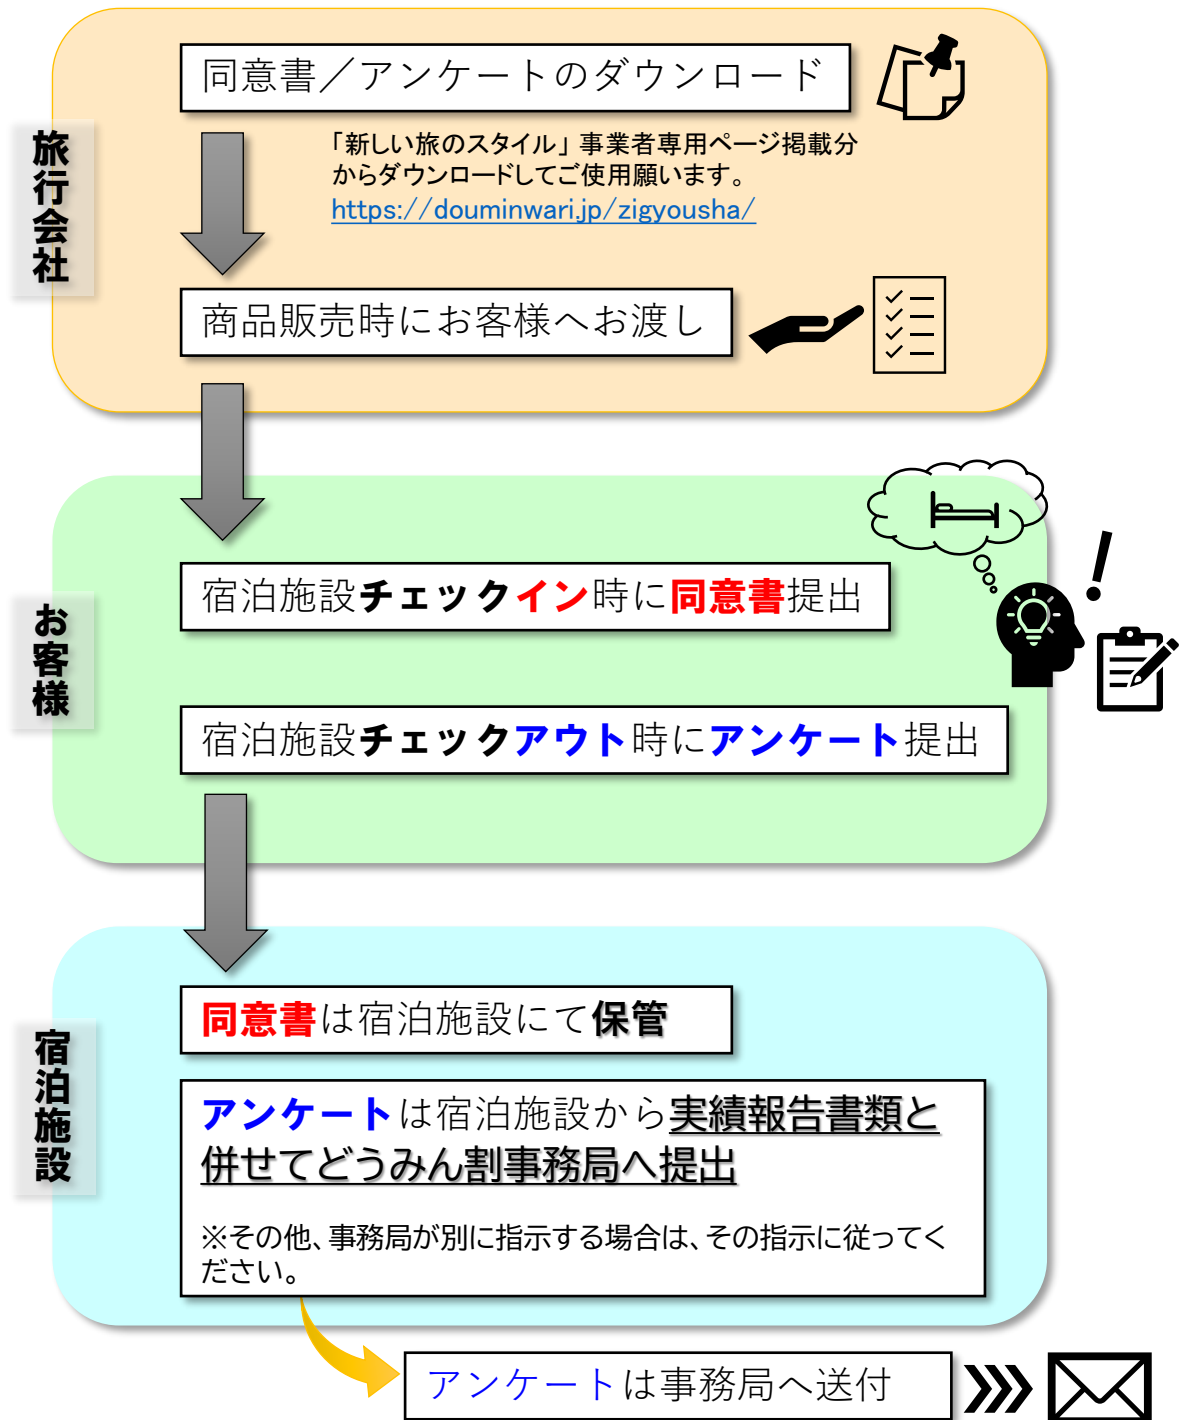 旅行会社
同意書／アンケートのダウンロード
「新しい旅のスタイル」事業者専用ページ掲載分
からダウンロードしてご使用願います。
https://douminwari.jp/zigyousha/
商品販売時にお客様へお渡し
お客様
宿泊施設チェックイン時に同意書提出
宿泊施設チェックアウト時にアンケート提出
宿泊施設
同意書は宿泊施設にて保管
アンケートは宿泊施設から実績報告書類と
併せてどうみん割事務局へ提出
※その他、事務局が別に指示する場合は、その指示に従ってく
ださい。
アンケートは事務局へ送付